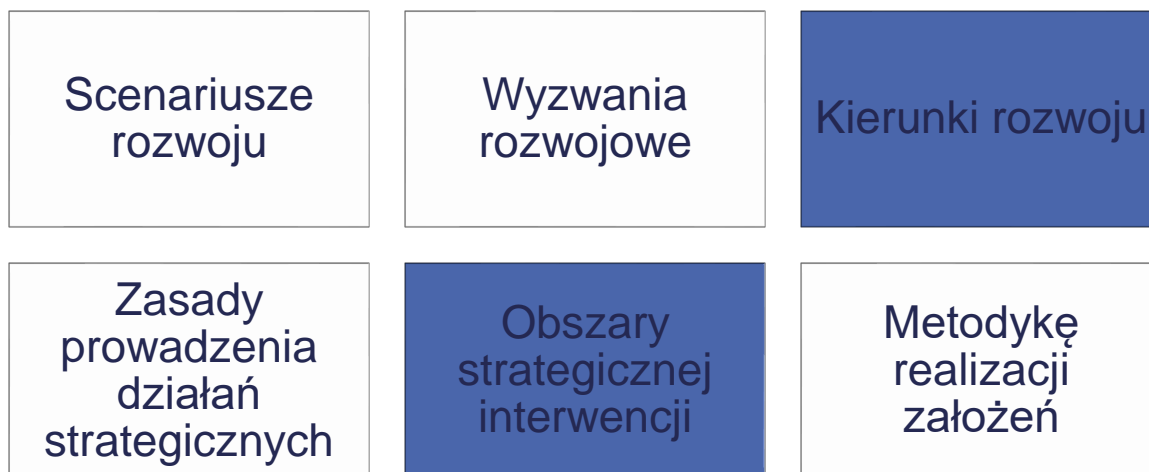 Scenariusze
rozwoju
Wyzwania
rozwojowe
Kierunki rozwoju
Zasady
prowadzenia
działań
strategicznych
Obszary
strategicznej
interwencji
Metodykę
realizacji
założeń